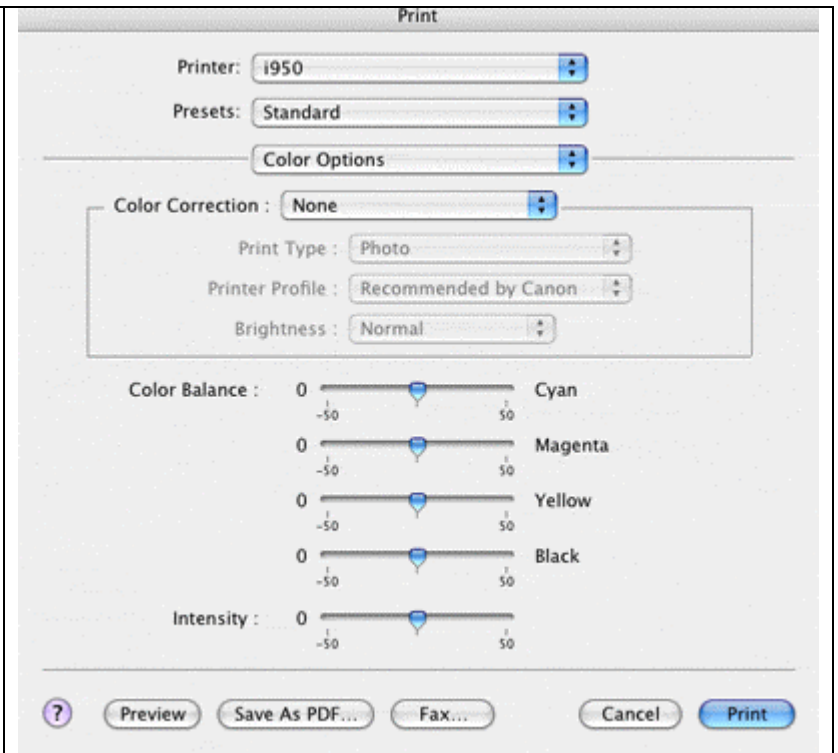 Print
Printer: i950
Presets: Standard
Color Options
Color Correction : None
Print Type : Photo
Printer Profile : Recommended by Canon
Brightness : Normal
Color Balance : 0 Cyan
-50 50
0 Magenta
-50 50
0 Yellow
-50 50
0 Black
-50 50
Intensity : 0
-50 50
? Preview Save As PDF... Fax... Cancel Print